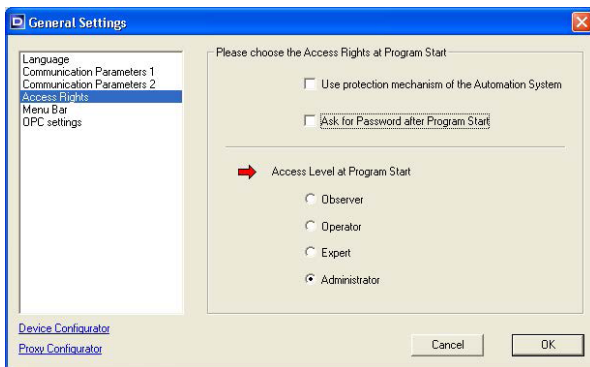 General Settings
Language
Communication Parameters 1
Communication Parameters 2
Access Rights
Menu Bar
OPC settings
Please choose the Access Rights at Program Start
Use protection mechanism of the Automation System
Ask for Password after Program Start
Access Level at Program Start
Observer
Operator
Expert
Administrator
Device Configurator
Proxy Configurator
Cancel
OK